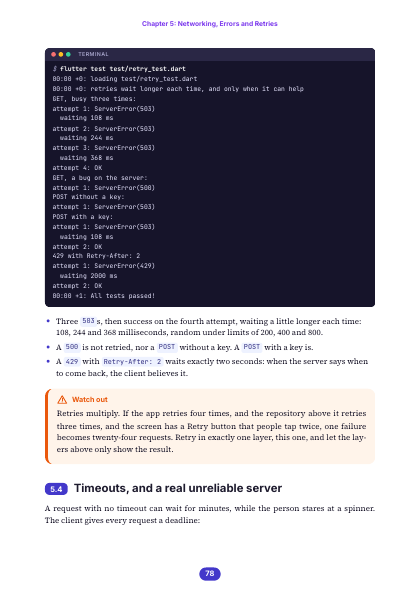 Chapter 5: Networking, Errors and Retries
TERMINAL
$ flutter test test/retry_test.dart
00:00 +0: loading test/retry_test.dart
00:00 +0: retries wait longer each time, and only when it can help
GET, busy three times:
attempt 1: ServerError(503)
  waiting 108 ms
attempt 2: ServerError(503)
  waiting 244 ms
attempt 3: ServerError(503)
  waiting 368 ms
attempt 4: OK
GET, a bug on the server:
attempt 1: ServerError(500)
POST without a key:
attempt 1: ServerError(503)
POST with a key:
attempt 1: ServerError(503)
  waiting 108 ms
attempt 2: OK
429 with Retry-After: 2
attempt 1: ServerError(429)
  waiting 2000 ms
attempt 2: OK
00:00 +1: All tests passed!
• Three 503 s, then success on the fourth attempt, waiting a little longer each time:
108, 244 and 368 milliseconds, random under limits of 200, 400 and 800.
• A 500 is not retried, nor a POST without a key. A POST with a key is.
• A 429 with Retry-After: 2 waits exactly two seconds: when the server says when
to come back, the client believes it.
Watch out
Retries multiply. If the app retries four times, and the repository above it retries
three times, and the screen has a Retry button that people tap twice, one failure
becomes twenty-four requests. Retry in exactly one layer, this one, and let the lay-
ers above only show the result.
5.4 Timeouts, and a real unreliable server
A request with no timeout can wait for minutes, while the person stares at a spinner.
The client gives every request a deadline:
78